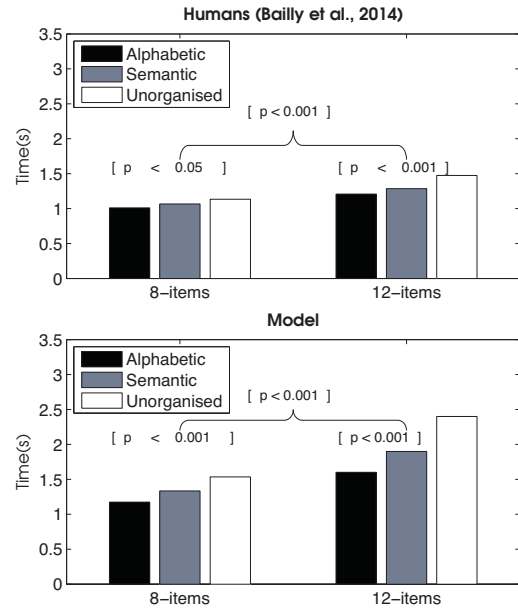 Humans (Bailly et al., 2014)
3.5
3
2.5
2
1.5
1
0.5
0
Time(s)
Alphabetic
Semantic
Unorganised
[ p < 0.001 ]
[ p < 0.05 ]
[ p < 0.001 ]
8-items
12-items
Model
3.5
3
2.5
2
1.5
1
0.5
0
Time(s)
Alphabetic
Semantic
Unorganised
[ p < 0.001 ]
[ p < 0.001 ]
[ p < 0.001 ]
8-items
12-items